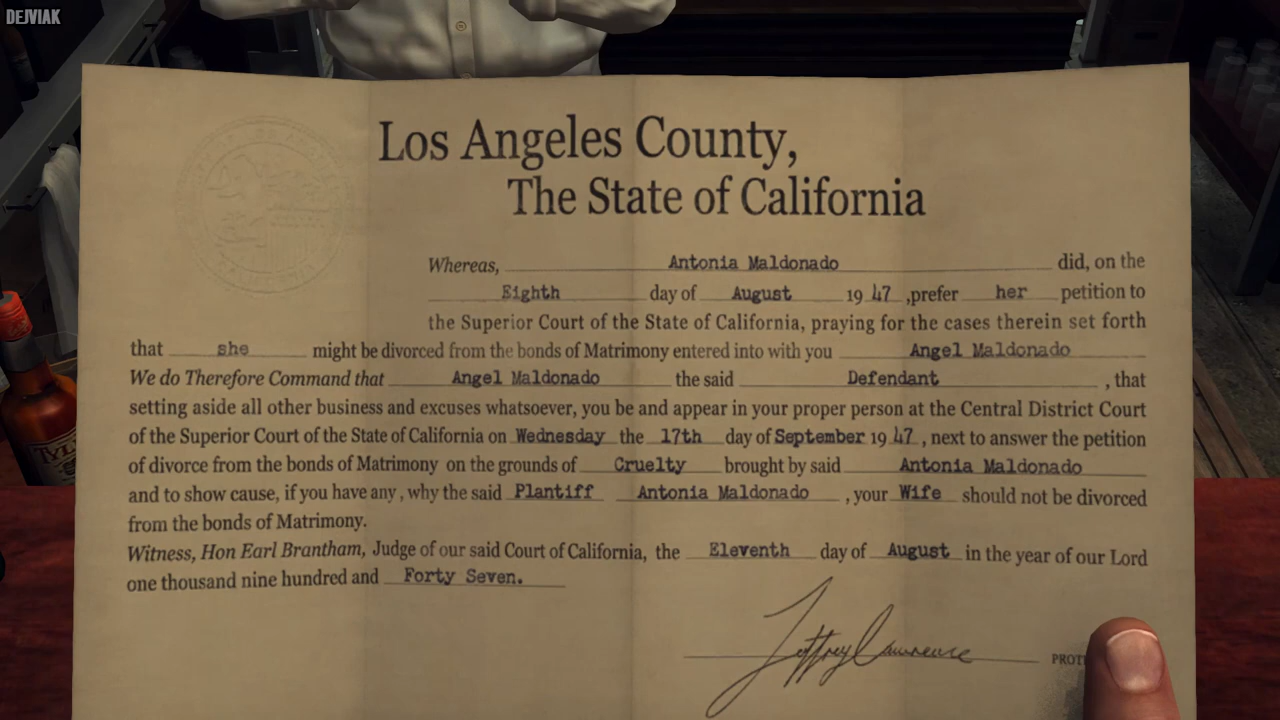 DEJVIAK
Los Angeles County,
The State of California
Whereas, Antonia Maldonado did, on the
Eighth day of August 19 47 ,prefer her petition to
the Superior Court of the State of California, praying for the cases therein set forth
that she might be divorced from the bonds of Matrimony entered into with you Angel Maldonado
We do Therefore Command that Angel Maldonado the said Defendant , that
setting aside all other business and excuses whatsoever, you be and appear in your proper person at the Central District Court
of the Superior Court of the State of California on Wednesday the 17th day of September 19 47 , next to answer the petition
of divorce from the bonds of Matrimony on the grounds of Cruelty brought by said Antonia Maldonado
and to show cause, if you have any , why the said Plantiff Antonia Maldonado , your Wife should not be divorced
from the bonds of Matrimony.
Witness, Hon Earl Brantham, Judge of our said Court of California, the Eleventh day of August in the year of our Lord
one thousand nine hundred and Forty Seven.
Jeffrey Lawrence